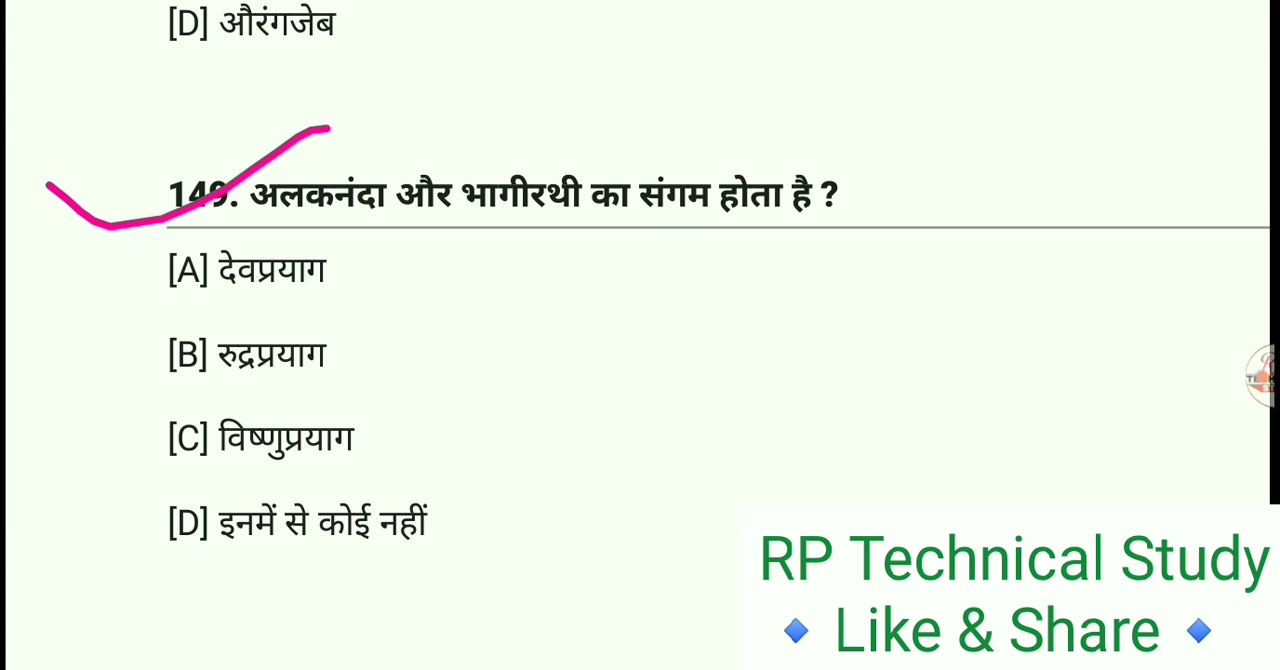 [D] औरंगजेब
149. अलकनंदा और भागीरथी का संगम होता है ?
[A] देवप्रयाग
[B] रुद्रप्रयाग
[C] विष्णुप्रयाग
[D] इनमें से कोई नहीं
RP Technical Study
🔹 Like & Share 🔹